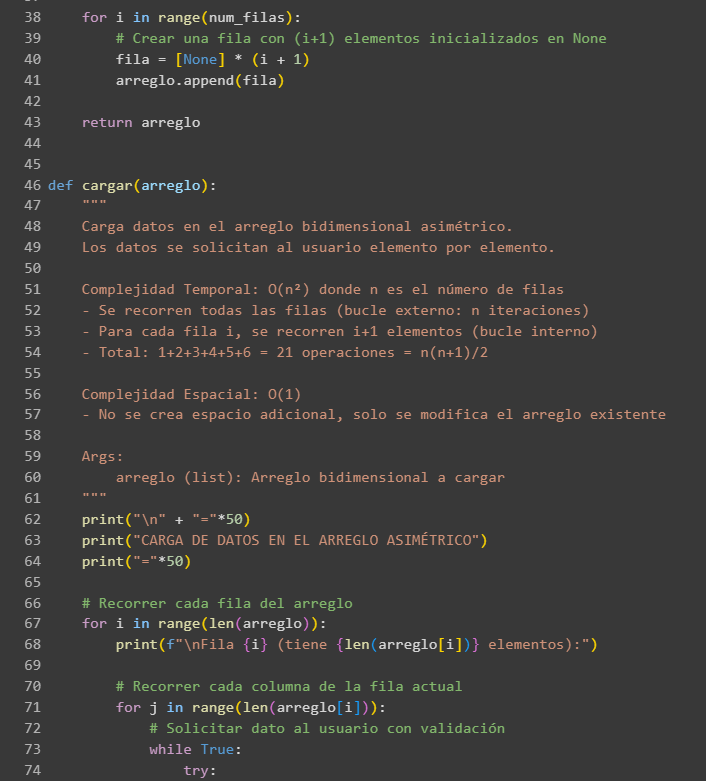 38     for i in range(num_filas):
39         # Crear una fila con (i+1) elementos inicializados en None
40         fila = [None] * (i + 1)
41         arreglo.append(fila)
42
43     return arreglo
44
45
46 def cargar(arreglo):
47     """
48     Carga datos en el arreglo bidimensional asimétrico.
49     Los datos se solicitan al usuario elemento por elemento.
50
51     Complejidad Temporal: O(n²) donde n es el número de filas
52     - Se recorren todas las filas (bucle externo: n iteraciones)
53     - Para cada fila i, se recorren i+1 elementos (bucle interno)
54     - Total: 1+2+3+4+5+6 = 21 operaciones = n(n+1)/2
55
56     Complejidad Espacial: O(1)
57     - No se crea espacio adicional, solo se modifica el arreglo existente
58
59     Args:
60         arreglo (list): Arreglo bidimensional a cargar
61     """
62     print("\n" + "="*50)
63     print("CARGA DE DATOS EN EL ARREGLO ASIMÉTRICO")
64     print("="*50)
65
66     # Recorrer cada fila del arreglo
67     for i in range(len(arreglo)):
68         print(f"\nFila {i} (tiene {len(arreglo[i])} elementos):")
69
70         # Recorrer cada columna de la fila actual
71         for j in range(len(arreglo[i])):
72             # Solicitar dato al usuario con validación
73             while True:
74                 try: